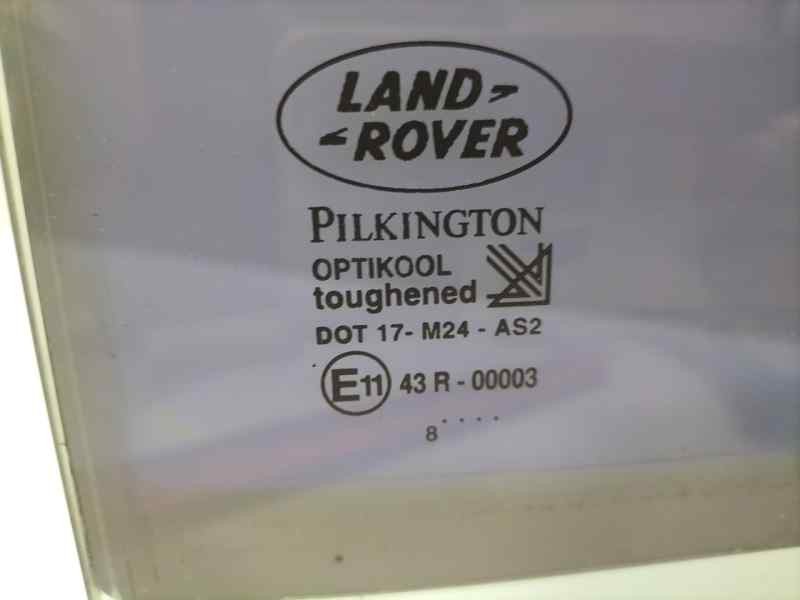 LAND
ROVER
PILKINGTON
OPTIKOOL
toughened
DOT 17- M24 - AS2
E11 43 R - 00003
8 ....